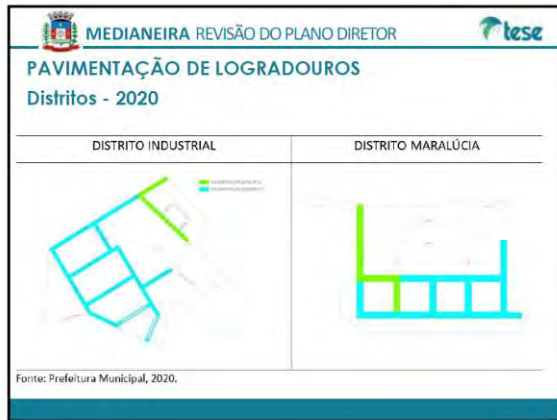 MEDIANEIRA REVISÃO DO PLANO DIRETOR
tese
PAVIMENTAÇÃO DE LOGRADOUROS
Distritos - 2020
DISTRITO INDUSTRIAL
DISTRITO MARALÚCIA
Fonte: Prefeitura Municipal, 2020.